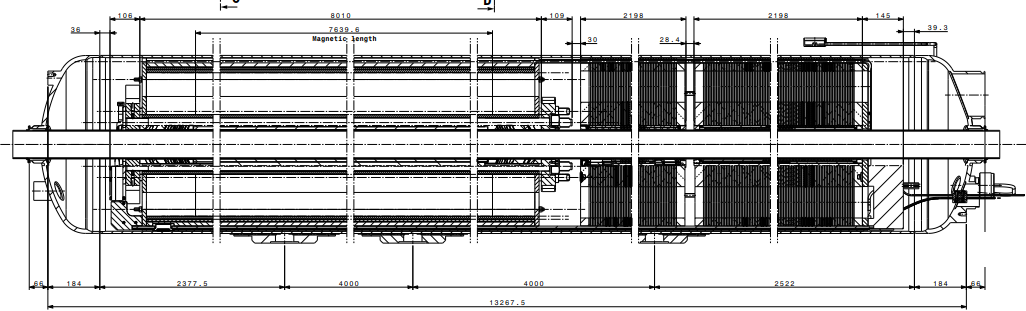 D
106 8010 109 2198 2198 145
36 7639.6 30 28.4 39.3
Magnetic length
66 184 2377.5 4000 4000 2522 184 66
13267.5